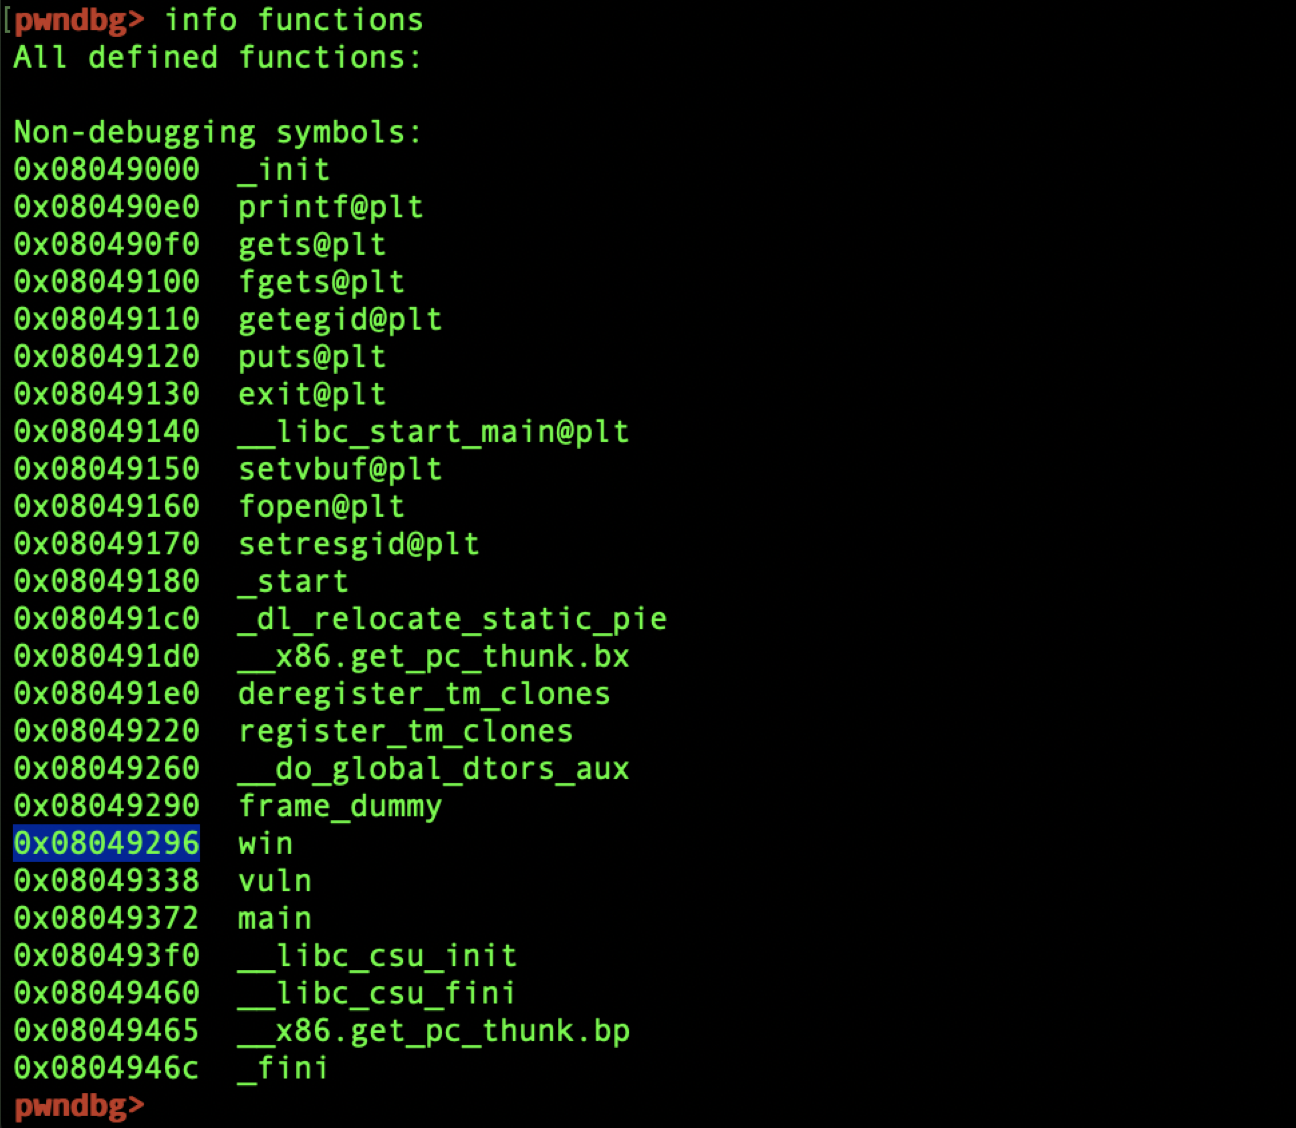 [pwndbg> info functions
All defined functions:

Non-debugging symbols:
0x08049000  _init
0x080490e0  printf@plt
0x080490f0  gets@plt
0x08049100  fgets@plt
0x08049110  getegid@plt
0x08049120  puts@plt
0x08049130  exit@plt
0x08049140  __libc_start_main@plt
0x08049150  setvbuf@plt
0x08049160  fopen@plt
0x08049170  setresgid@plt
0x08049180  _start
0x080491c0  _dl_relocate_static_pie
0x080491d0  __x86.get_pc_thunk.bx
0x080491e0  deregister_tm_clones
0x08049220  register_tm_clones
0x08049260  __do_global_dtors_aux
0x08049290  frame_dummy
0x08049296  win
0x08049338  vuln
0x08049372  main
0x080493f0  __libc_csu_init
0x08049460  __libc_csu_fini
0x08049465  __x86.get_pc_thunk.bp
0x0804946c  _fini
pwndbg>